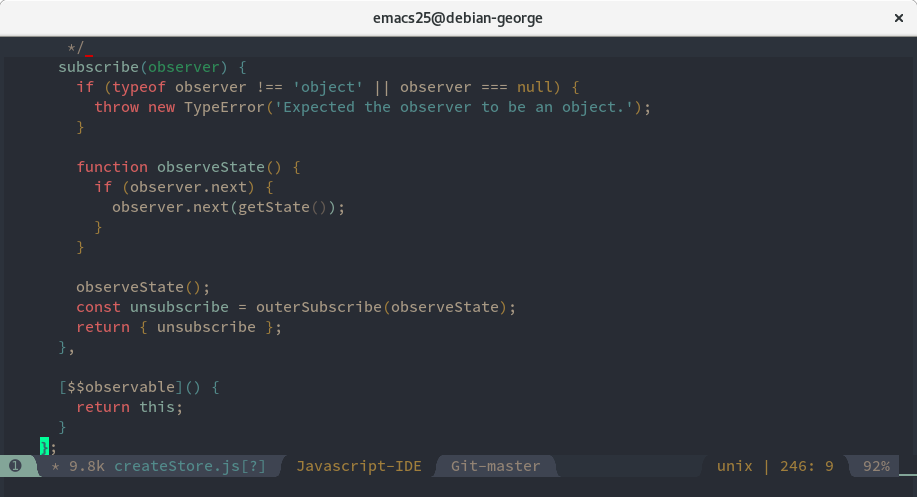 emacs25@debian-george ×
*/
subscribe(observer) {
if (typeof observer !== 'object' || observer === null) {
throw new TypeError('Expected the observer to be an object.');
}
function observeState() {
if (observer.next) {
observer.next(getState());
}
}
observeState();
const unsubscribe = outerSubscribe(observeState);
return { unsubscribe };
},
[$$observable]() {
return this;
}
};
❶ * 9.8k createStore.js[?] Javascript-IDE Git-master unix | 246: 9 92%